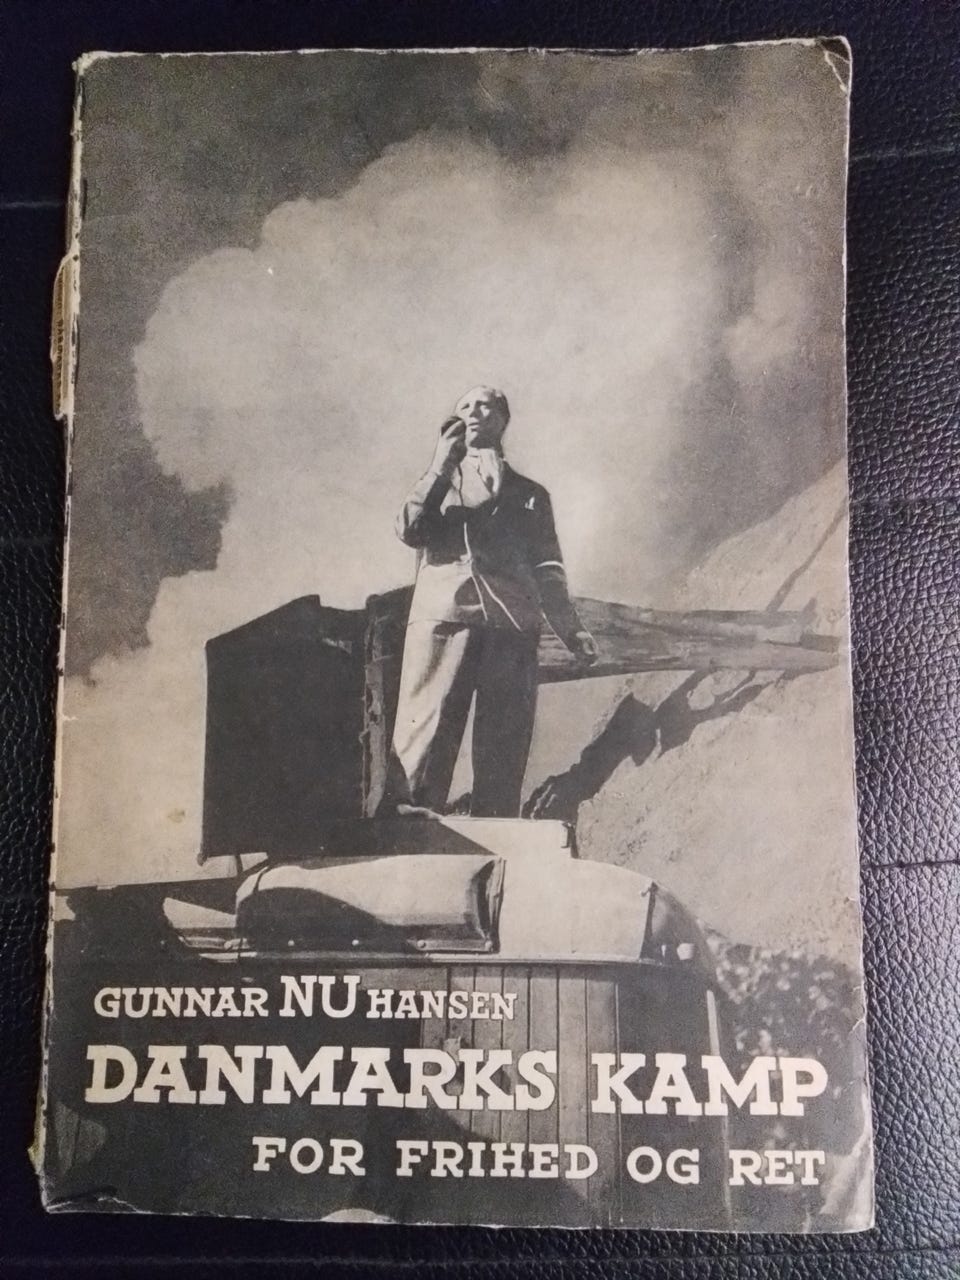 GUNNAR NU HANSEN
DANMARKS KAMP
FOR FRIHED OG RET